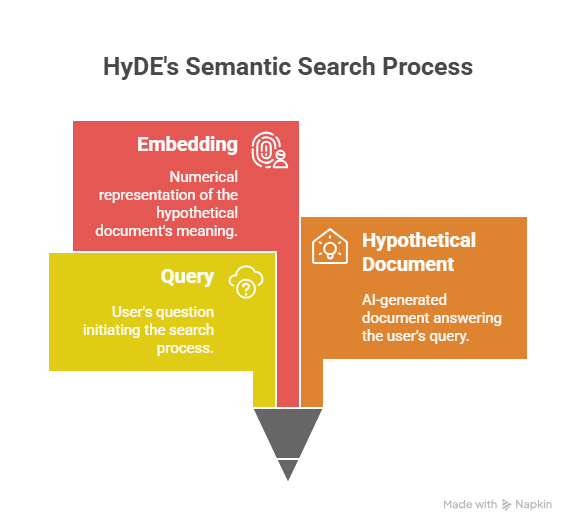 HyDE's Semantic Search Process
Embedding
Numerical
representation of the
hypothetical
document's meaning.
Query
User's question
initiating the search
process.
Hypothetical
Document
AI-generated
document answering
the user's query.
Made with Napkin